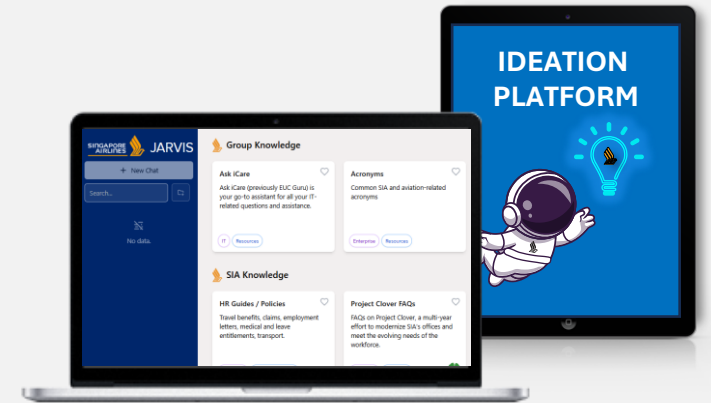 SINGAPORE
AIRLINES
JARVIS
+ New Chat
Search...
No data.
Group Knowledge
Ask iCare
Ask iCare (previously EUC Guru) is
your go-to assistant for all your IT-
related questions and assistance.
IT
Resources
Acronyms
Common SIA and aviation-related
acronyms
Enterprise
Resources
SIA Knowledge
HR Guides / Policies
Travel benefits, claims, employment
letters, medical and leave
entitlements, transport.
Project Clover FAQs
FAQs on Project Clover, a multi-year
effort to modernize SIA's offices and
meet the evolving needs of the
workforce.
IDEATION
PLATFORM